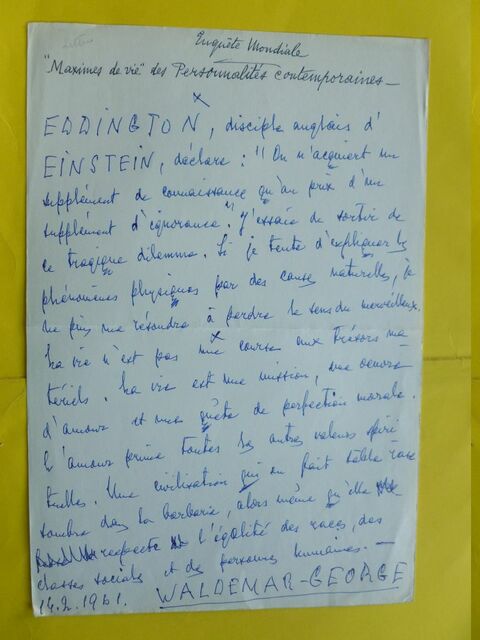 Enquête Mondiale
"Maximes de vie" des Personnalités contemporaines —
x
EDDINGTON, disciple anglais d'
EINSTEIN, déclare : "On n'acquiert un
supplément de connaissance qu'au prix d'un
supplément d'ignorance." J'essaie de sortir de
ce tragique dilemme. Si je tente d'expliquer les
phénomènes physiques par des causes naturelles, je
ne puis me résoudre à perdre le sens du merveilleux.
La vie n'est pas une course aux trésors ma-
tériels. La vie est une mission, une oeuvre
d'amour et une quête de perfection morale.
L'amour prime toutes les autres valeurs spiri-
tuelles. Une civilisation qui en fait table rase
sombre dans la barbarie, alors même qu'elle
respecte l'égalité des races, des
classes sociales et de personnes humaines. —
14.2.1961. WALDEMAR-GEORGE